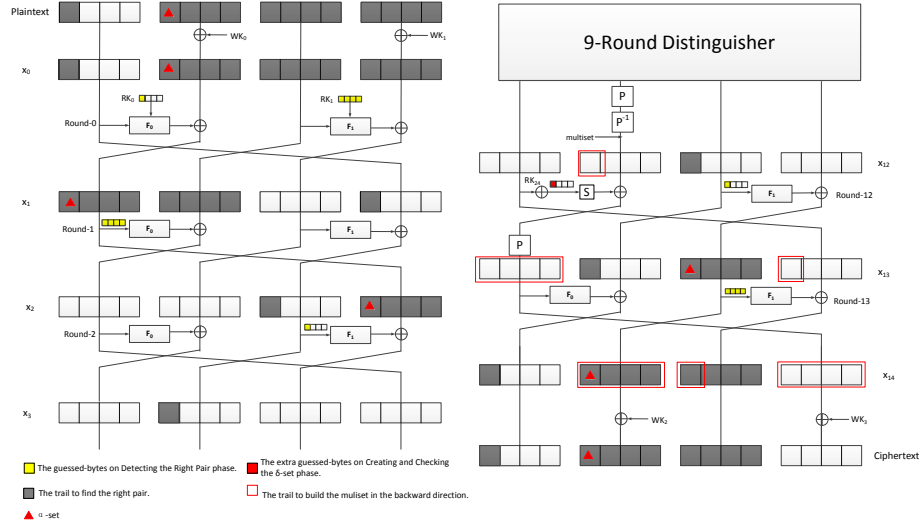 Plaintext
WK₀
WK₁
x₀
RK₀
RK₁
Round-0
F₀
F₁
x₁
Round-1
F₀
F₁
x₂
Round-2
F₀
F₁
x₃
The guessed-bytes on Detecting the Right Pair phase.
The trail to find the right pair.
α -set
The extra guessed-bytes on Creating and Checking
the δ-set phase.
The trail to build the muliset in the backward direction.
9-Round Distinguisher
P
P⁻¹
multiset
x₁₂
RK₂₄
S
F₁
Round-12
P
x₁₃
F₀
F₁
Round-13
x₁₄
WK₂
WK₃
Ciphertext